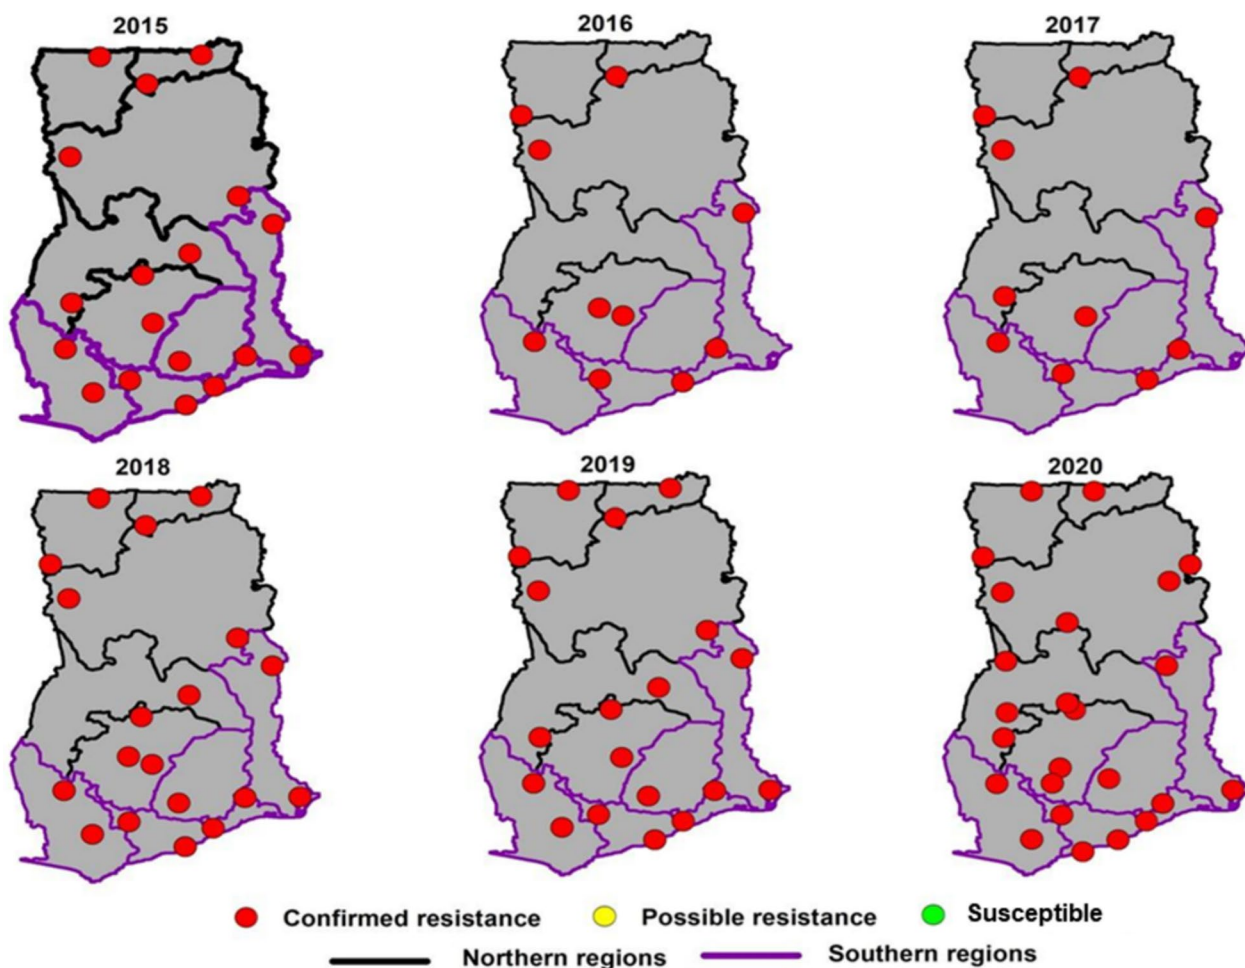 2015
2016
2017
2018
2019
2020
Confirmed resistance
Possible resistance
Susceptible
Northern regions
Southern regions